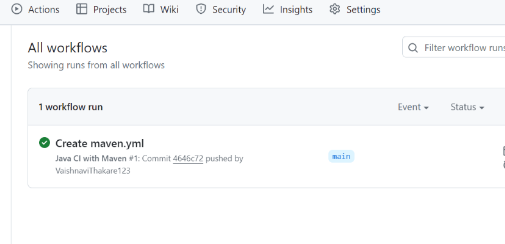 Actions Projects Wiki Security Insights Settings
All workflows
Filter workflow runs
Showing runs from all workflows
1 workflow run Event Status
Create maven.yml
Java CI with Maven #1: Commit 4646c72 pushed by main
VaishnaviThakare123